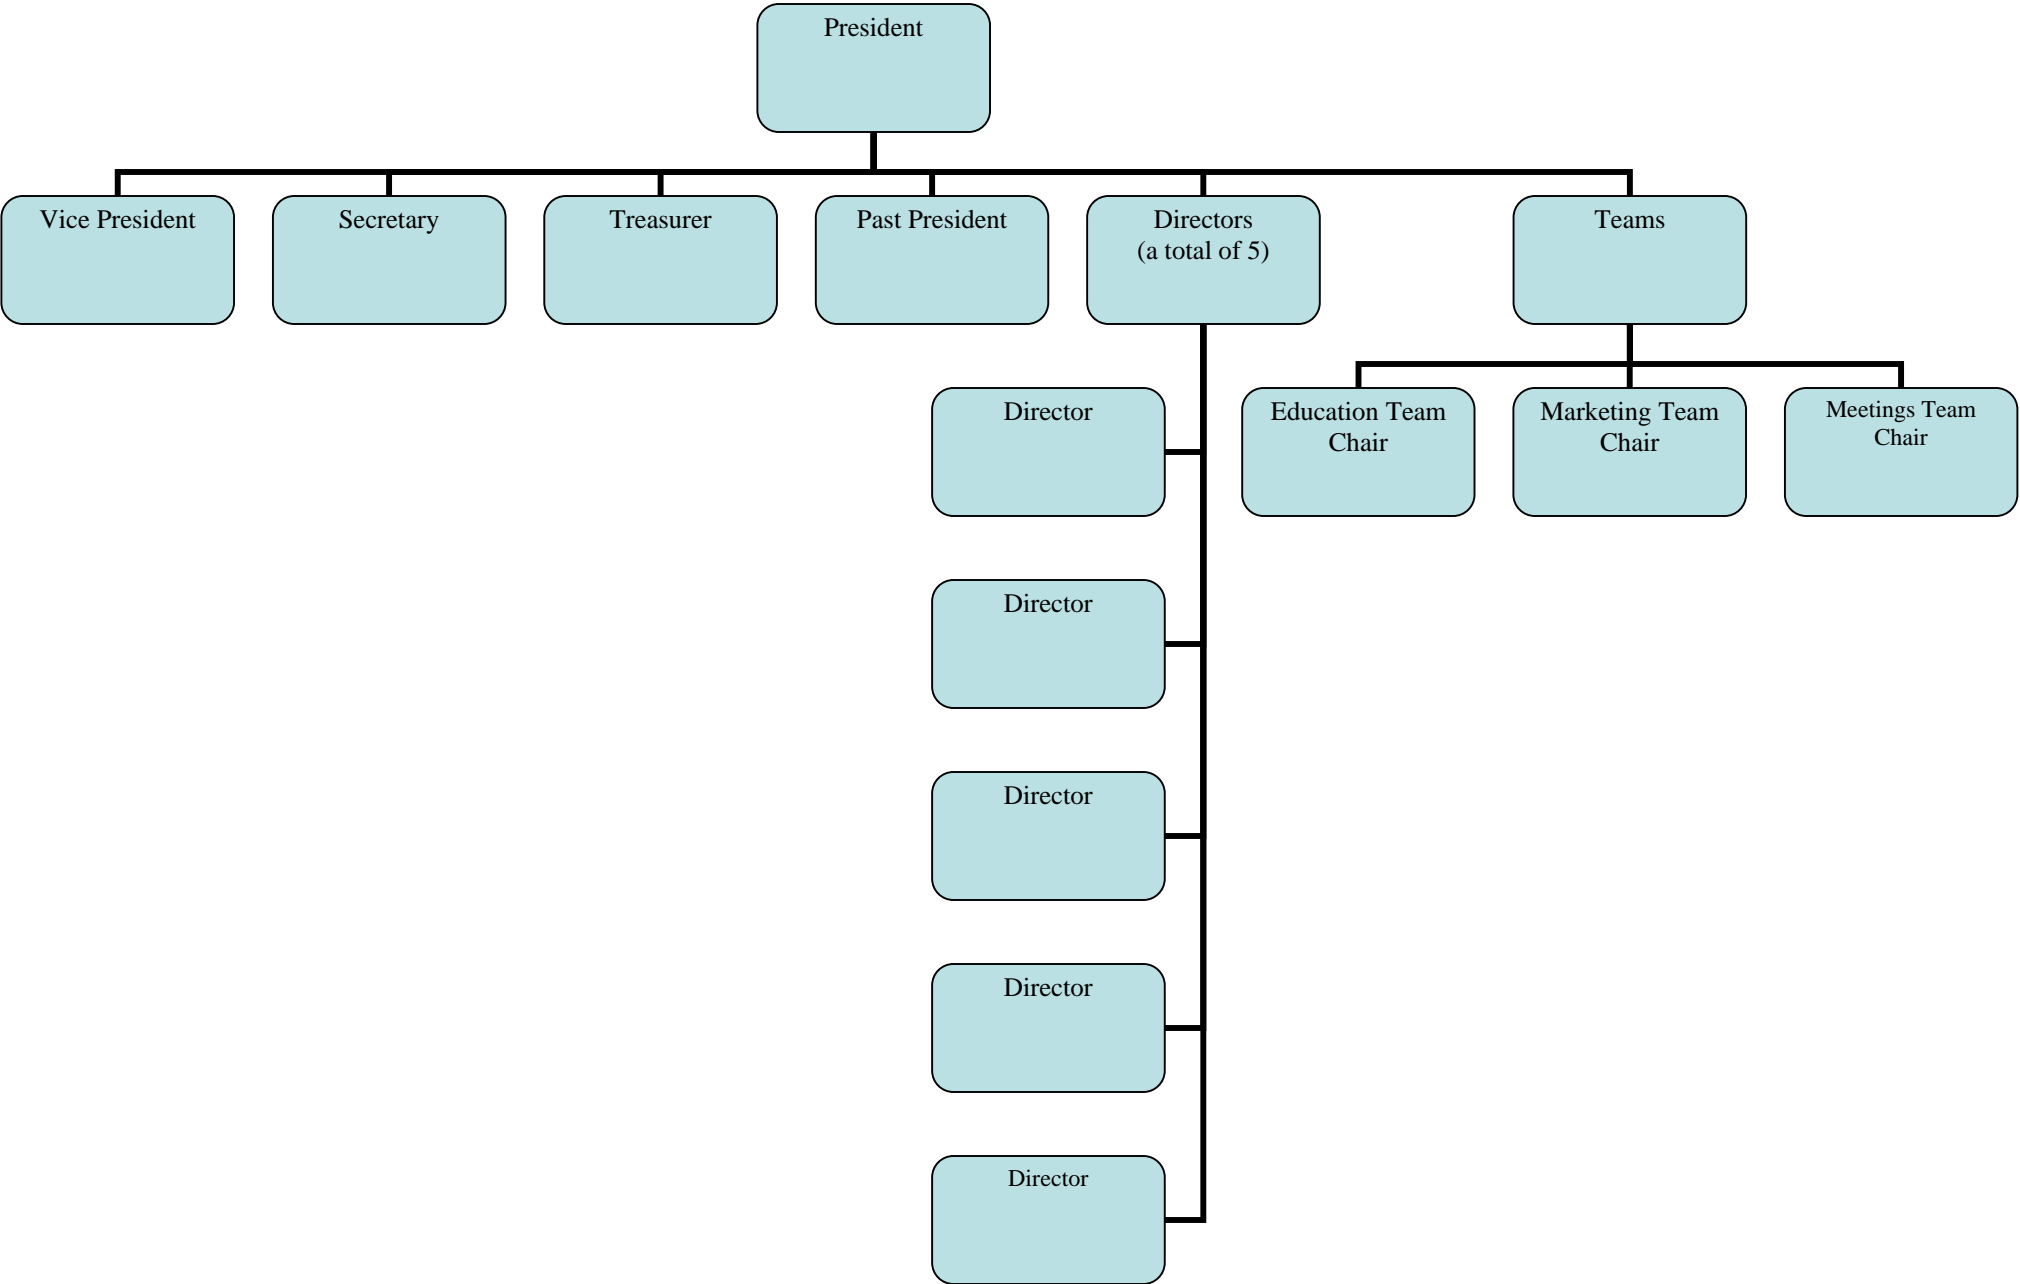 President
Vice President
Secretary
Treasurer
Past President
Directors
(a total of 5)
Teams
Director
Education Team
Chair
Marketing Team
Chair
Meetings Team
Chair
Director
Director
Director
Director